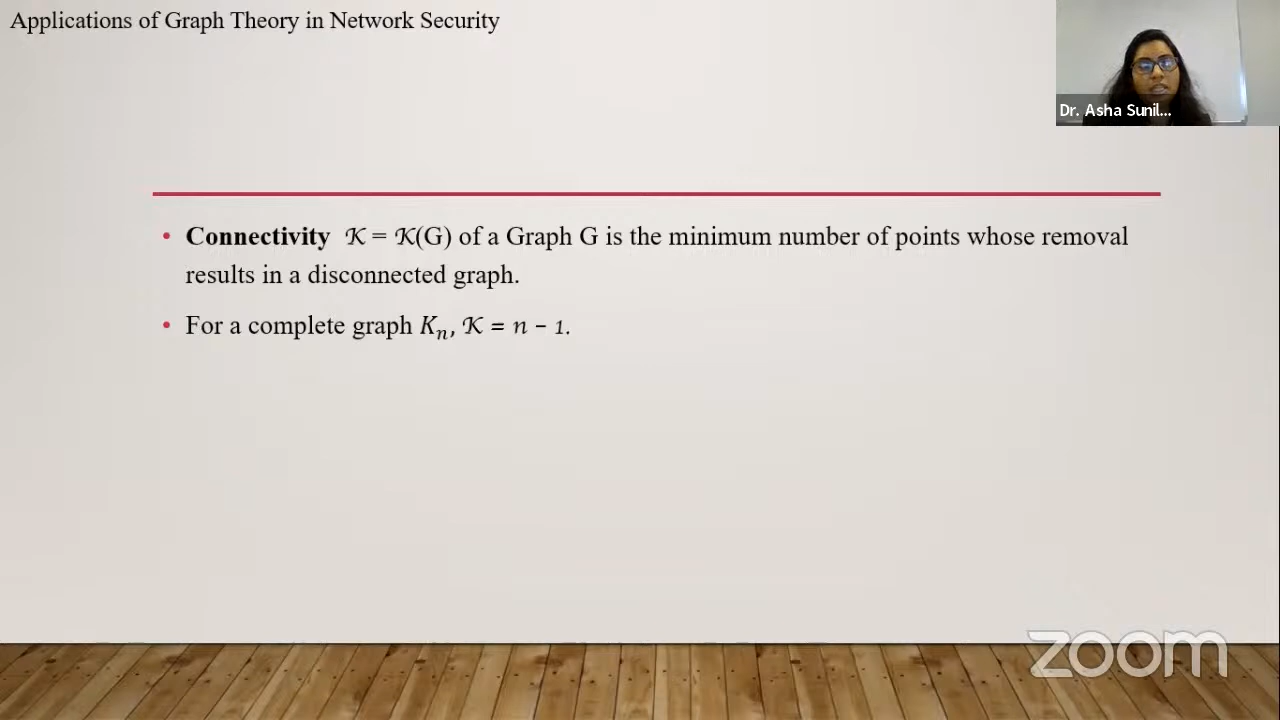 Applications of Graph Theory in Network Security
Dr. Asha Sunil...
• Connectivity 𝒦 = 𝒦(G) of a Graph G is the minimum number of points whose removal
results in a disconnected graph.
• For a complete graph Kₙ, 𝒦 = n − 1.
zoom